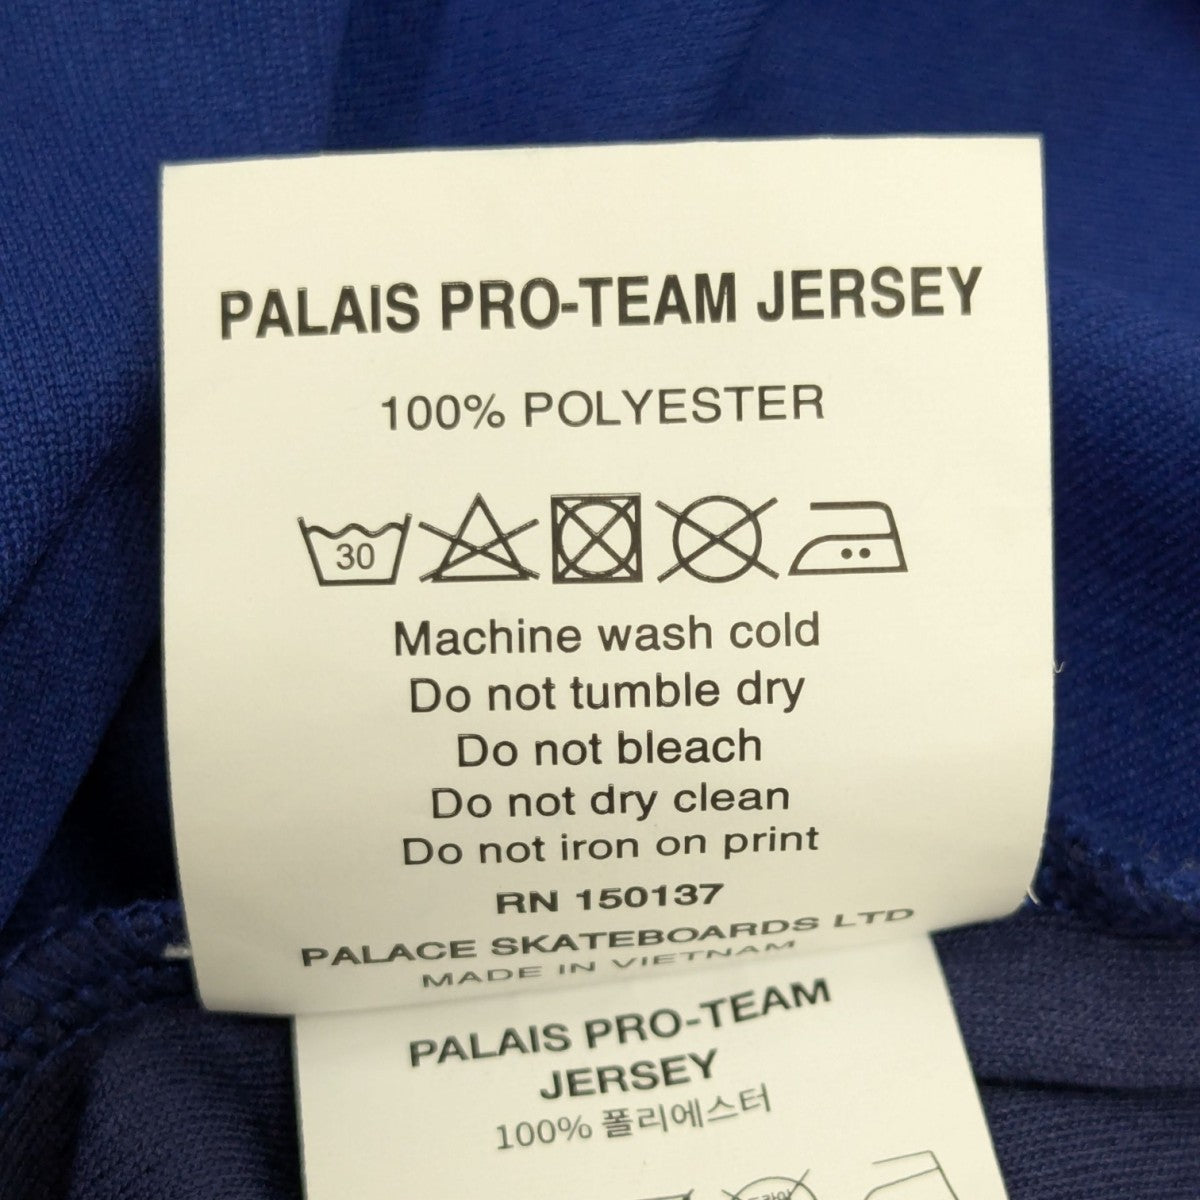 PALAIS PRO-TEAM JERSEY
100% POLYESTER
30
Machine wash cold
Do not tumble dry
Do not bleach
Do not dry clean
Do not iron on print
RN 150137
PALACE SKATEBOARDS LTD
MADE IN VIETNAM
PALAIS PRO-TEAM
JERSEY
100% 폴리에스터